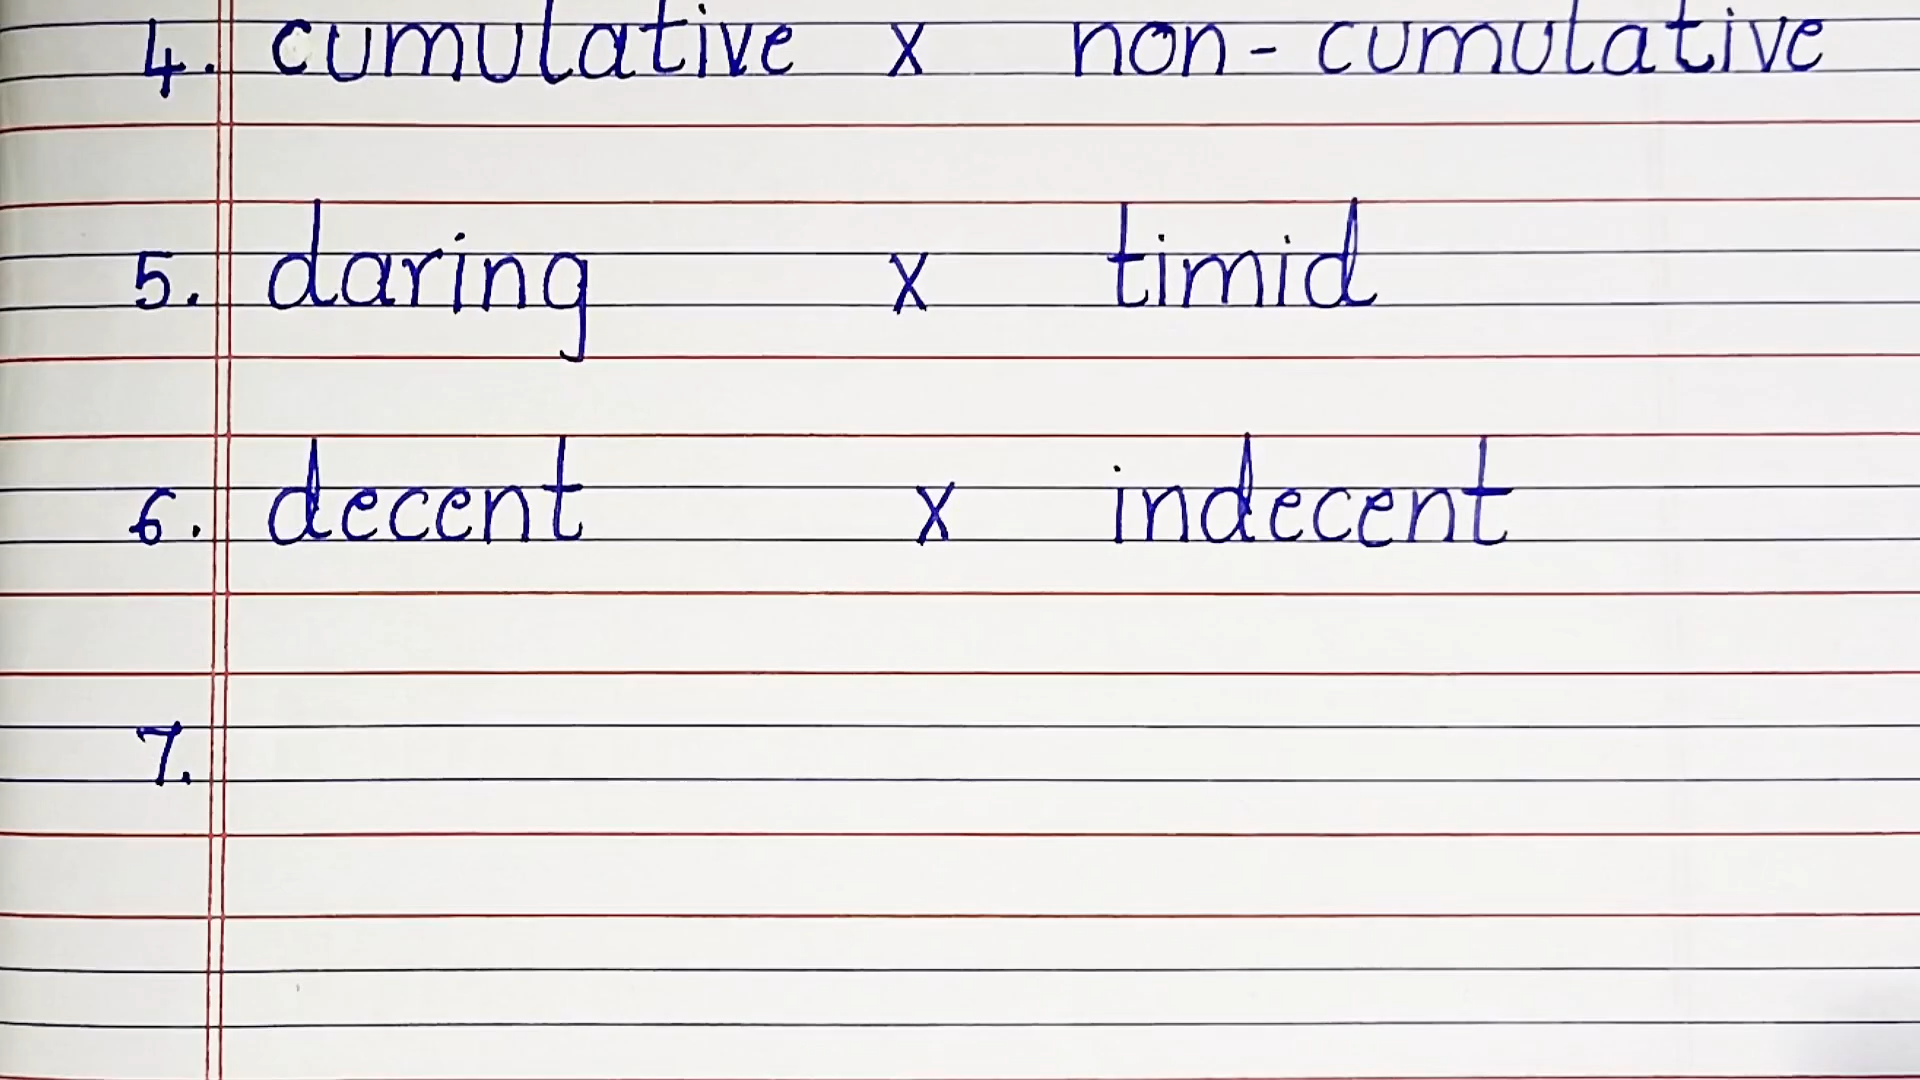 4. cumulative x non-cumulative
5. daring x timid
6. decent x indecent
7.